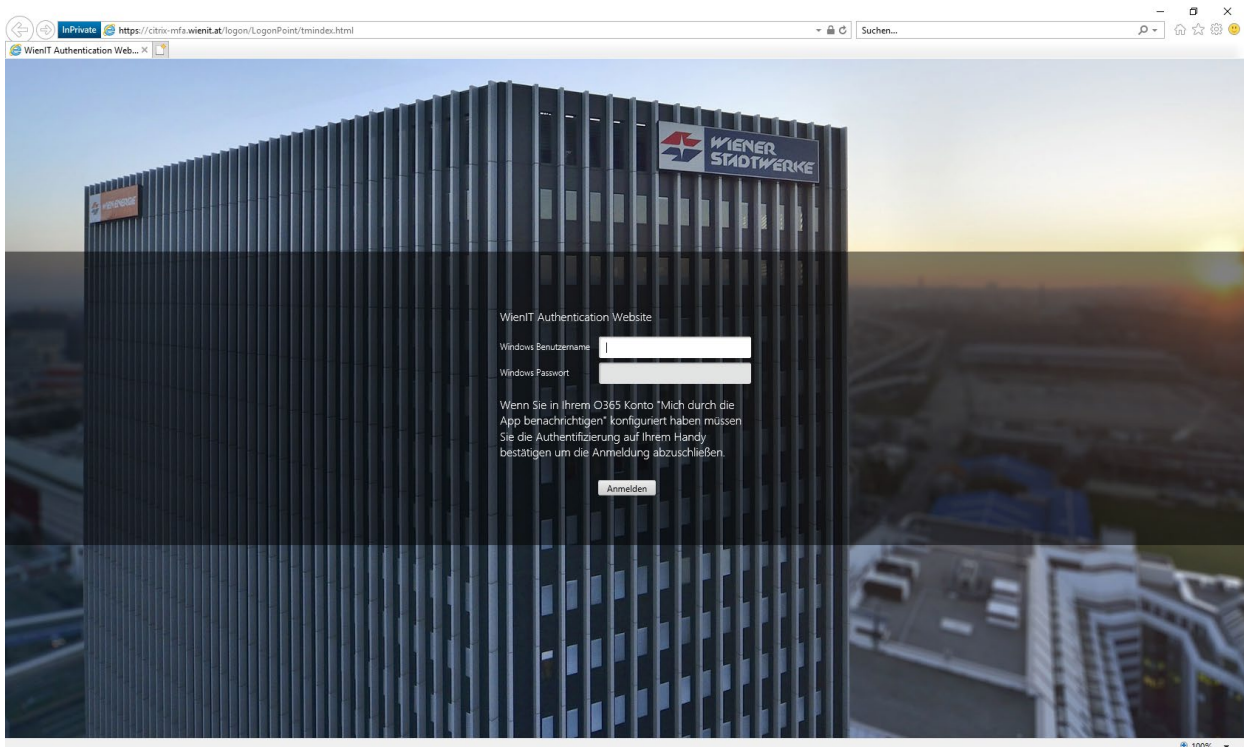 InPrivate https://citrix-mfa.wienit.at/logon/LogonPoint/tmindex.html Suchen...
WienIT Authentication Web...
WIENER
STADTWERKE
WIEN ENERGIE
WienIT Authentication Website
Windows Benutzername
Windows Passwort
Wenn Sie in Ihrem O365 Konto "Mich durch die
App benachrichtigen" konfiguriert haben müssen
Sie die Authentifizierung auf Ihrem Handy
bestätigen um die Anmeldung abzuschließen.
Anmelden
100%